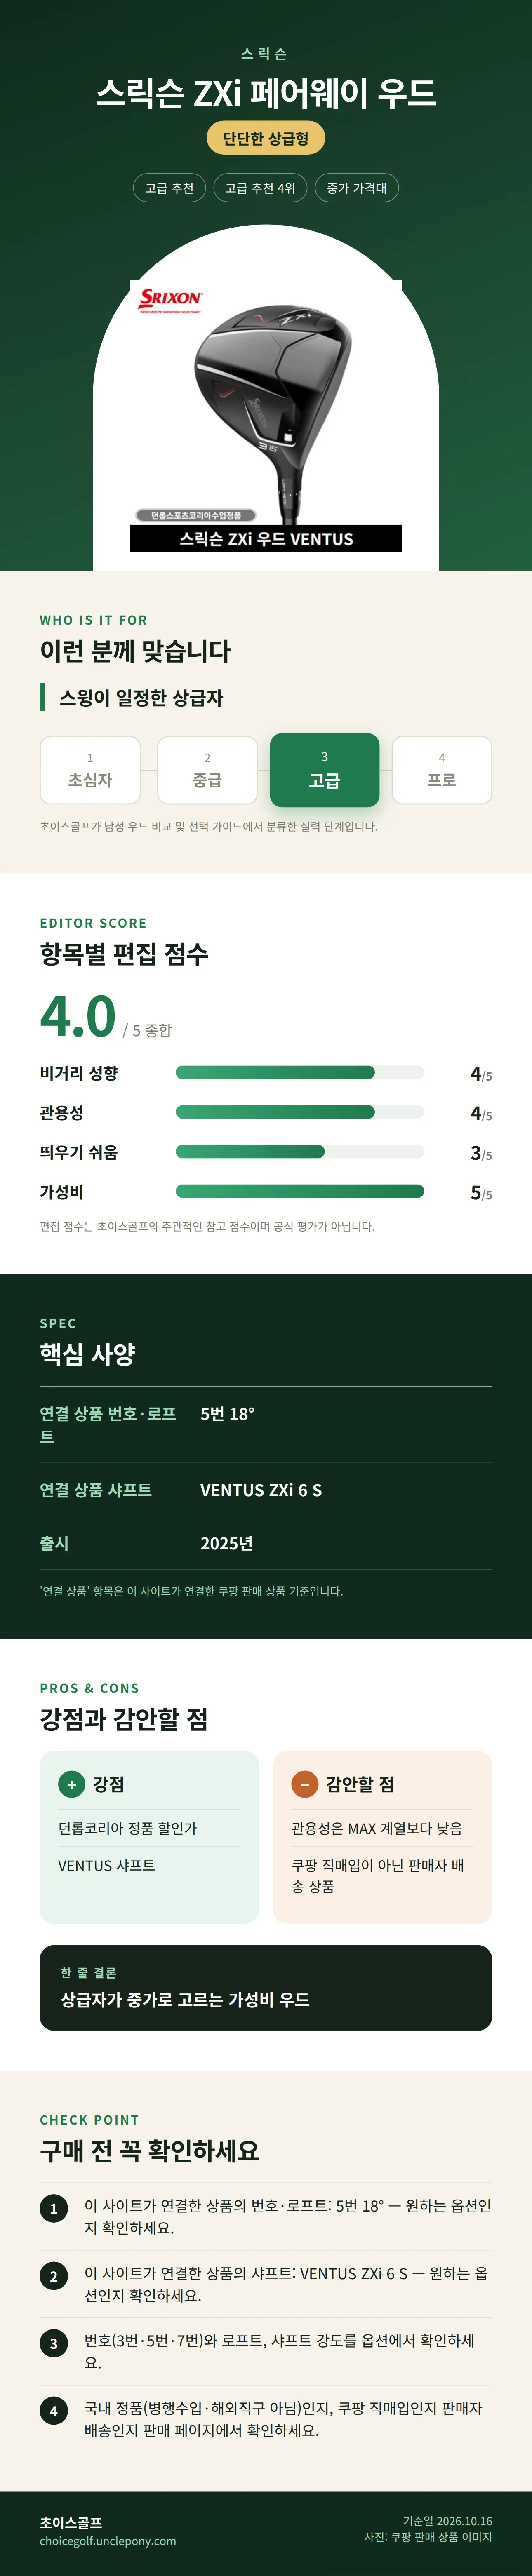 스릭슨
스릭슨 ZXi 페어웨이 우드
단단한 상급형
고급 추천
고급 추천 4위
중가 가격대
SRIXON
DEDICATED TO IMPROVING YOUR GAME
ZXi
SRIXON
3 15
던롭스포츠코리아수입정품
스릭슨 ZXi 우드 VENTUS
WHO IS IT FOR
이런 분께 맞습니다
스윙이 일정한 상급자
1
초심자
2
중급
3
고급
4
프로
초이스골프가 남성 우드 비교 및 선택 가이드에서 분류한 실력 단계입니다.
EDITOR SCORE
항목별 편집 점수
4.0 / 5 종합
비거리 성향 4/5
관용성 4/5
띄우기 쉬움 3/5
가성비 5/5
편집 점수는 초이스골프의 주관적인 참고 점수이며 공식 평가가 아닙니다.
SPEC
핵심 사양
연결 상품 번호·로프
트
5번 18°
연결 상품 샤프트 VENTUS ZXi 6 S
출시 2025년
'연결 상품' 항목은 이 사이트가 연결한 쿠팡 판매 상품 기준입니다.
PROS & CONS
강점과 감안할 점
+ 강점
던롭코리아 정품 할인가
VENTUS 샤프트
− 감안할 점
관용성은 MAX 계열보다 낮음
쿠팡 직매입이 아닌 판매자 배
송 상품
한 줄 결론
상급자가 중가로 고르는 가성비 우드
CHECK POINT
구매 전 꼭 확인하세요
1 이 사이트가 연결한 상품의 번호·로프트: 5번 18° — 원하는 옵션인
지 확인하세요.
2 이 사이트가 연결한 상품의 샤프트: VENTUS ZXi 6 S — 원하는 옵
션인지 확인하세요.
3 번호(3번·5번·7번)와 로프트, 샤프트 강도를 옵션에서 확인하세
요.
4 국내 정품(병행수입·해외직구 아님)인지, 쿠팡 직매입인지 판매자
배송인지 판매 페이지에서 확인하세요.
초이스골프
choicegolf.unclepony.com
기준일 2026.10.16
사진: 쿠팡 판매 상품 이미지